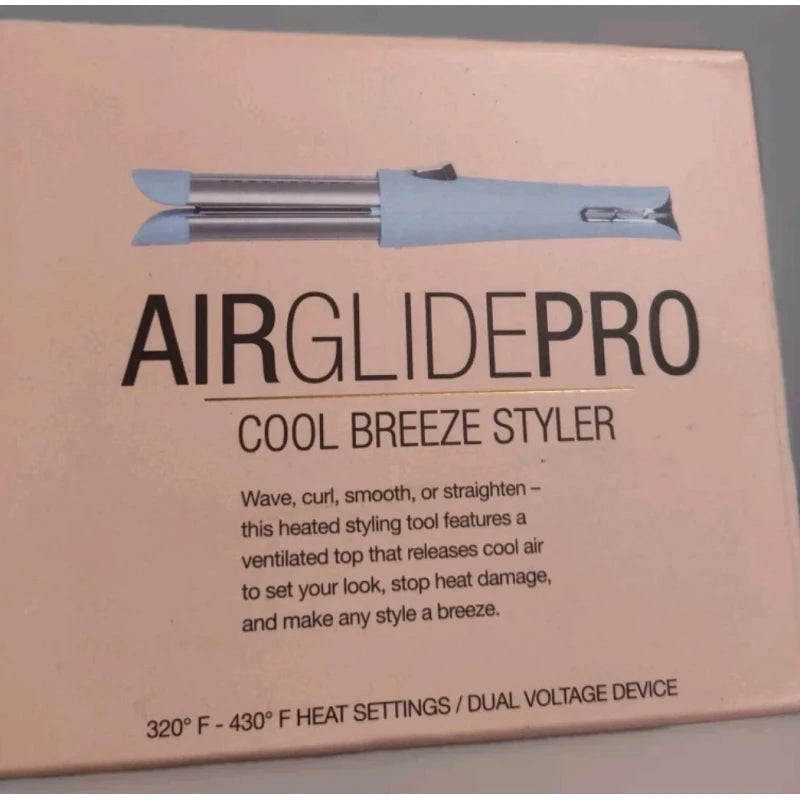 AIRGLIDEPRO
COOL BREEZE STYLER
Wave, curl, smooth, or straighten –
this heated styling tool features a
ventilated top that releases cool air
to set your look, stop heat damage,
and make any style a breeze.
320° F - 430° F HEAT SETTINGS / DUAL VOLTAGE DEVICE